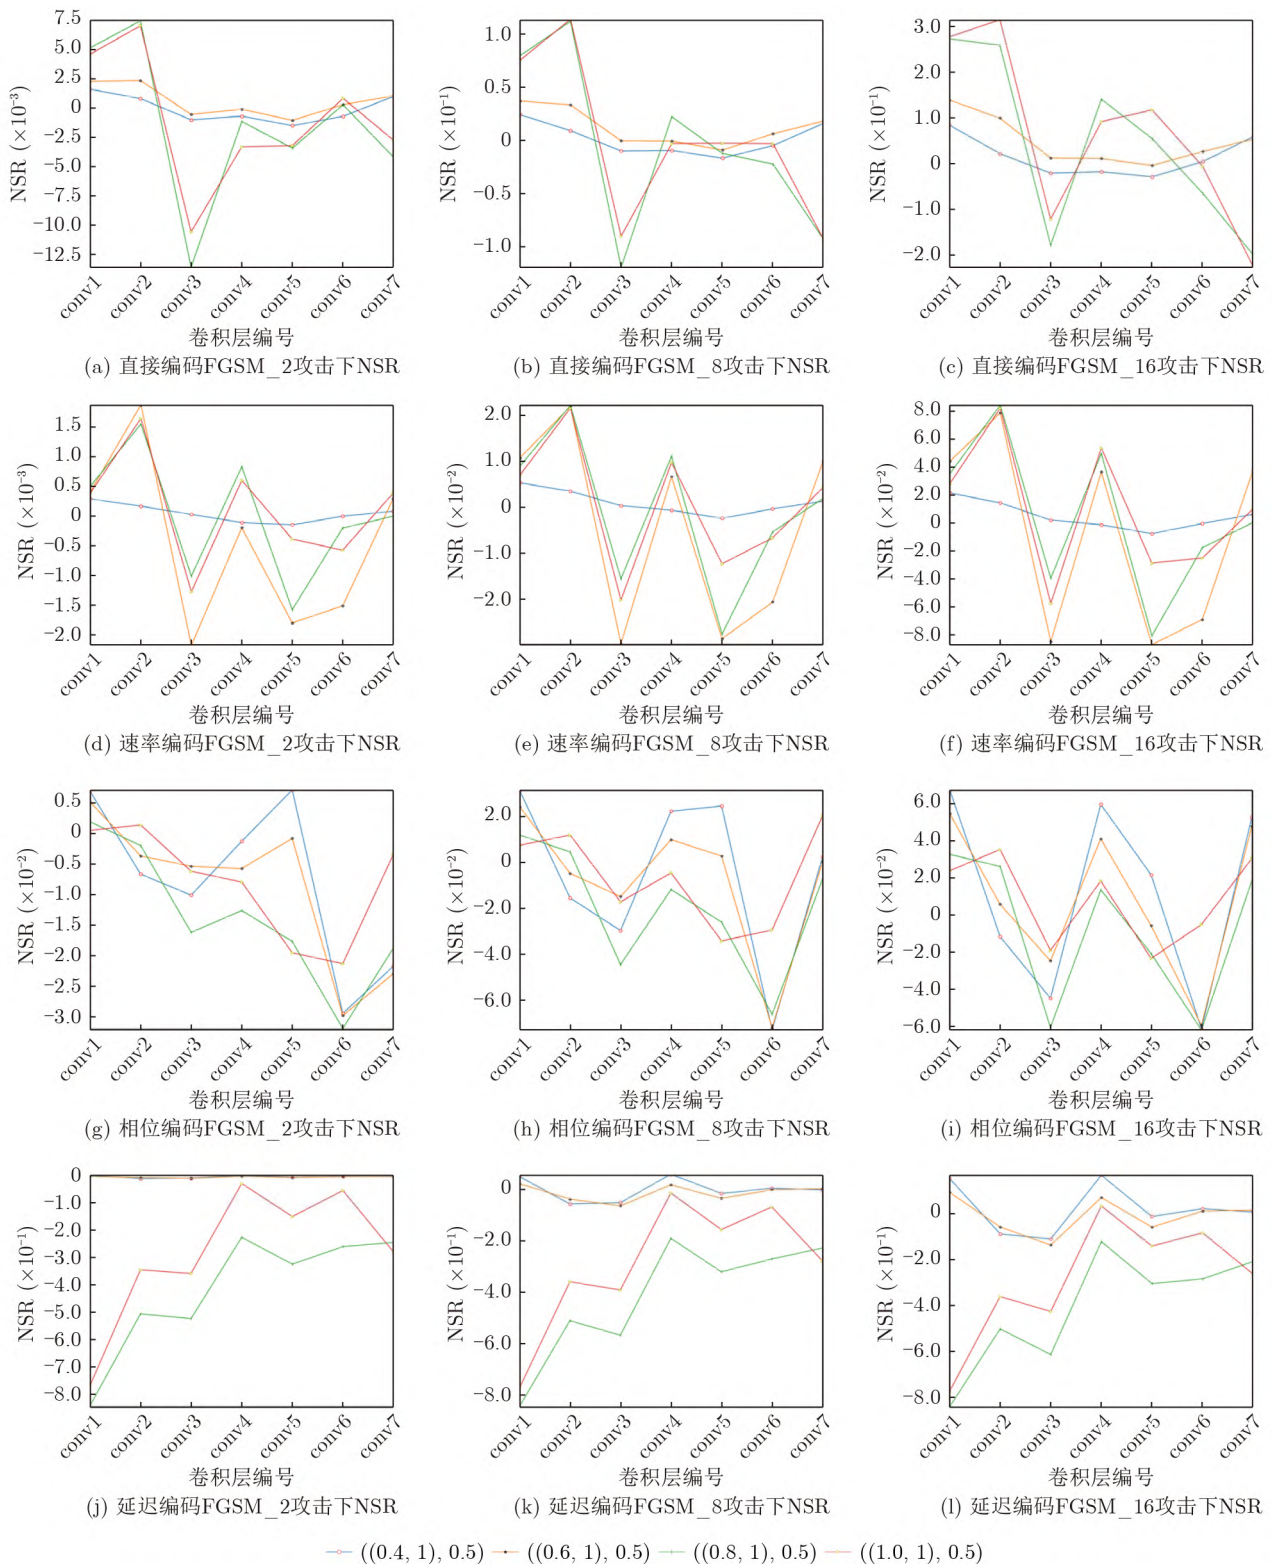 7.5
5.0
2.5
0
−2.5
−5.0
−7.5
−10.0
−12.5
NSR (×10⁻³)
conv1 conv2 conv3 conv4 conv5 conv6 conv7
卷积层编号
(a) 直接编码FGSM_2攻击下NSR
1.0
0.5
0
−0.5
−1.0
NSR (×10⁻¹)
conv1 conv2 conv3 conv4 conv5 conv6 conv7
卷积层编号
(b) 直接编码FGSM_8攻击下NSR
3.0
2.0
1.0
0
−1.0
−2.0
NSR (×10⁻¹)
conv1 conv2 conv3 conv4 conv5 conv6 conv7
卷积层编号
(c) 直接编码FGSM_16攻击下NSR
1.5
1.0
0.5
0
−0.5
−1.0
−1.5
−2.0
NSR (×10⁻³)
conv1 conv2 conv3 conv4 conv5 conv6 conv7
卷积层编号
(d) 速率编码FGSM_2攻击下NSR
2.0
1.0
0
−1.0
−2.0
NSR (×10⁻²)
conv1 conv2 conv3 conv4 conv5 conv6 conv7
卷积层编号
(e) 速率编码FGSM_8攻击下NSR
8.0
6.0
4.0
2.0
0
−2.0
−4.0
−6.0
−8.0
NSR (×10⁻²)
conv1 conv2 conv3 conv4 conv5 conv6 conv7
卷积层编号
(f) 速率编码FGSM_16攻击下NSR
0.5
0
−0.5
−1.0
−1.5
−2.0
−2.5
−3.0
NSR (×10⁻²)
conv1 conv2 conv3 conv4 conv5 conv6 conv7
卷积层编号
(g) 相位编码FGSM_2攻击下NSR
2.0
0
−2.0
−4.0
−6.0
NSR (×10⁻²)
conv1 conv2 conv3 conv4 conv5 conv6 conv7
卷积层编号
(h) 相位编码FGSM_8攻击下NSR
6.0
4.0
2.0
0
−2.0
−4.0
−6.0
NSR (×10⁻²)
conv1 conv2 conv3 conv4 conv5 conv6 conv7
卷积层编号
(i) 相位编码FGSM_16攻击下NSR
0
−1.0
−2.0
−3.0
−4.0
−5.0
−6.0
−7.0
−8.0
NSR (×10⁻¹)
conv1 conv2 conv3 conv4 conv5 conv6 conv7
卷积层编号
(j) 延迟编码FGSM_2攻击下NSR
0
−2.0
−4.0
−6.0
−8.0
NSR (×10⁻¹)
conv1 conv2 conv3 conv4 conv5 conv6 conv7
卷积层编号
(k) 延迟编码FGSM_8攻击下NSR
0
−2.0
−4.0
−6.0
−8.0
NSR (×10⁻¹)
conv1 conv2 conv3 conv4 conv5 conv6 conv7
卷积层编号
(l) 延迟编码FGSM_16攻击下NSR
((0.4, 1), 0.5) ((0.6, 1), 0.5) ((0.8, 1), 0.5) ((1.0, 1), 0.5)